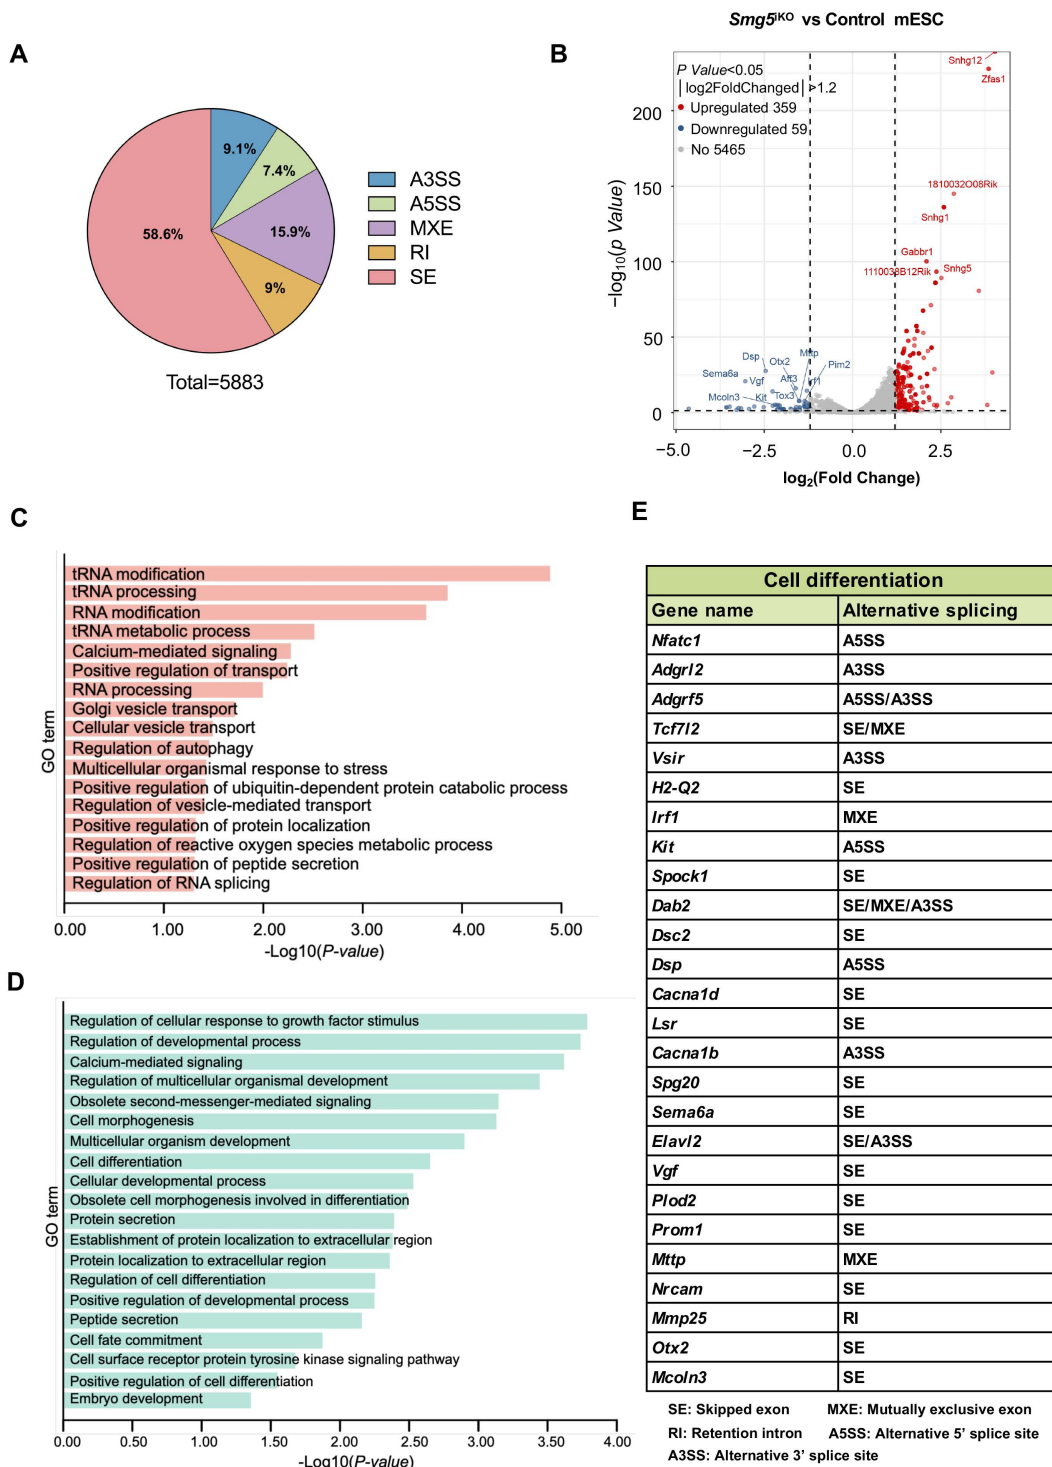 Smg5iKO vs Control mESC
A
B
9.1%
7.4%
15.9%
9%
58.6%
A3SS
A5SS
MXE
RI
SE
Total=5883
P Value<0.05
|log2FoldChanged| >1.2
Upregulated 359
Downregulated 59
No 5465
Snhg12
Zfas1
1810032O08Rik
Snhg1
Gabbr1
1110038B12Rik
Snhg5
Mttp
Dsp
Otx2
Pim2
Sema6a
Vgf
Aff3
Irf1
Mcoln3
Kit
Tox3
200
150
100
50
0
−log10(p Value)
−5.0
−2.5
0.0
2.5
log2(Fold Change)
C
GO term
tRNA modification
tRNA processing
RNA modification
tRNA metabolic process
Calcium-mediated signaling
Positive regulation of transport
RNA processing
Golgi vesicle transport
Cellular vesicle transport
Regulation of autophagy
Multicellular organismal response to stress
Positive regulation of ubiquitin-dependent protein catabolic process
Regulation of vesicle-mediated transport
Positive regulation of protein localization
Regulation of reactive oxygen species metabolic process
Positive regulation of peptide secretion
Regulation of RNA splicing
0.00 1.00 2.00 3.00 4.00 5.00
-Log10(P-value)
D
GO term
Regulation of cellular response to growth factor stimulus
Regulation of developmental process
Calcium-mediated signaling
Regulation of multicellular organismal development
Obsolete second-messenger-mediated signaling
Cell morphogenesis
Multicellular organism development
Cell differentiation
Cellular developmental process
Obsolete cell morphogenesis involved in differentiation
Protein secretion
Establishment of protein localization to extracellular region
Protein localization to extracellular region
Regulation of cell differentiation
Positive regulation of developmental process
Peptide secretion
Cell fate commitment
Cell surface receptor protein tyrosine kinase signaling pathway
Positive regulation of cell differentiation
Embryo development
0.00 0.50 1.00 1.50 2.00 2.50 3.00 3.50 4.00
-Log10(P-value)
E
Cell differentiation
Gene name Alternative splicing
Nfatc1 A5SS
Adgrl2 A3SS
Adgrf5 A5SS/A3SS
Tcf7l2 SE/MXE
Vsir A3SS
H2-Q2 SE
Irf1 MXE
Kit A5SS
Spock1 SE
Dab2 SE/MXE/A3SS
Dsc2 SE
Dsp A5SS
Cacna1d SE
Lsr SE
Cacna1b A3SS
Spg20 SE
Sema6a SE
Elavl2 SE/A3SS
Vgf SE
Plod2 SE
Prom1 SE
Mttp MXE
Nrcam SE
Mmp25 RI
Otx2 SE
Mcoln3 SE
SE: Skipped exon MXE: Mutually exclusive exon
RI: Retention intron A5SS: Alternative 5’ splice site
A3SS: Alternative 3’ splice site